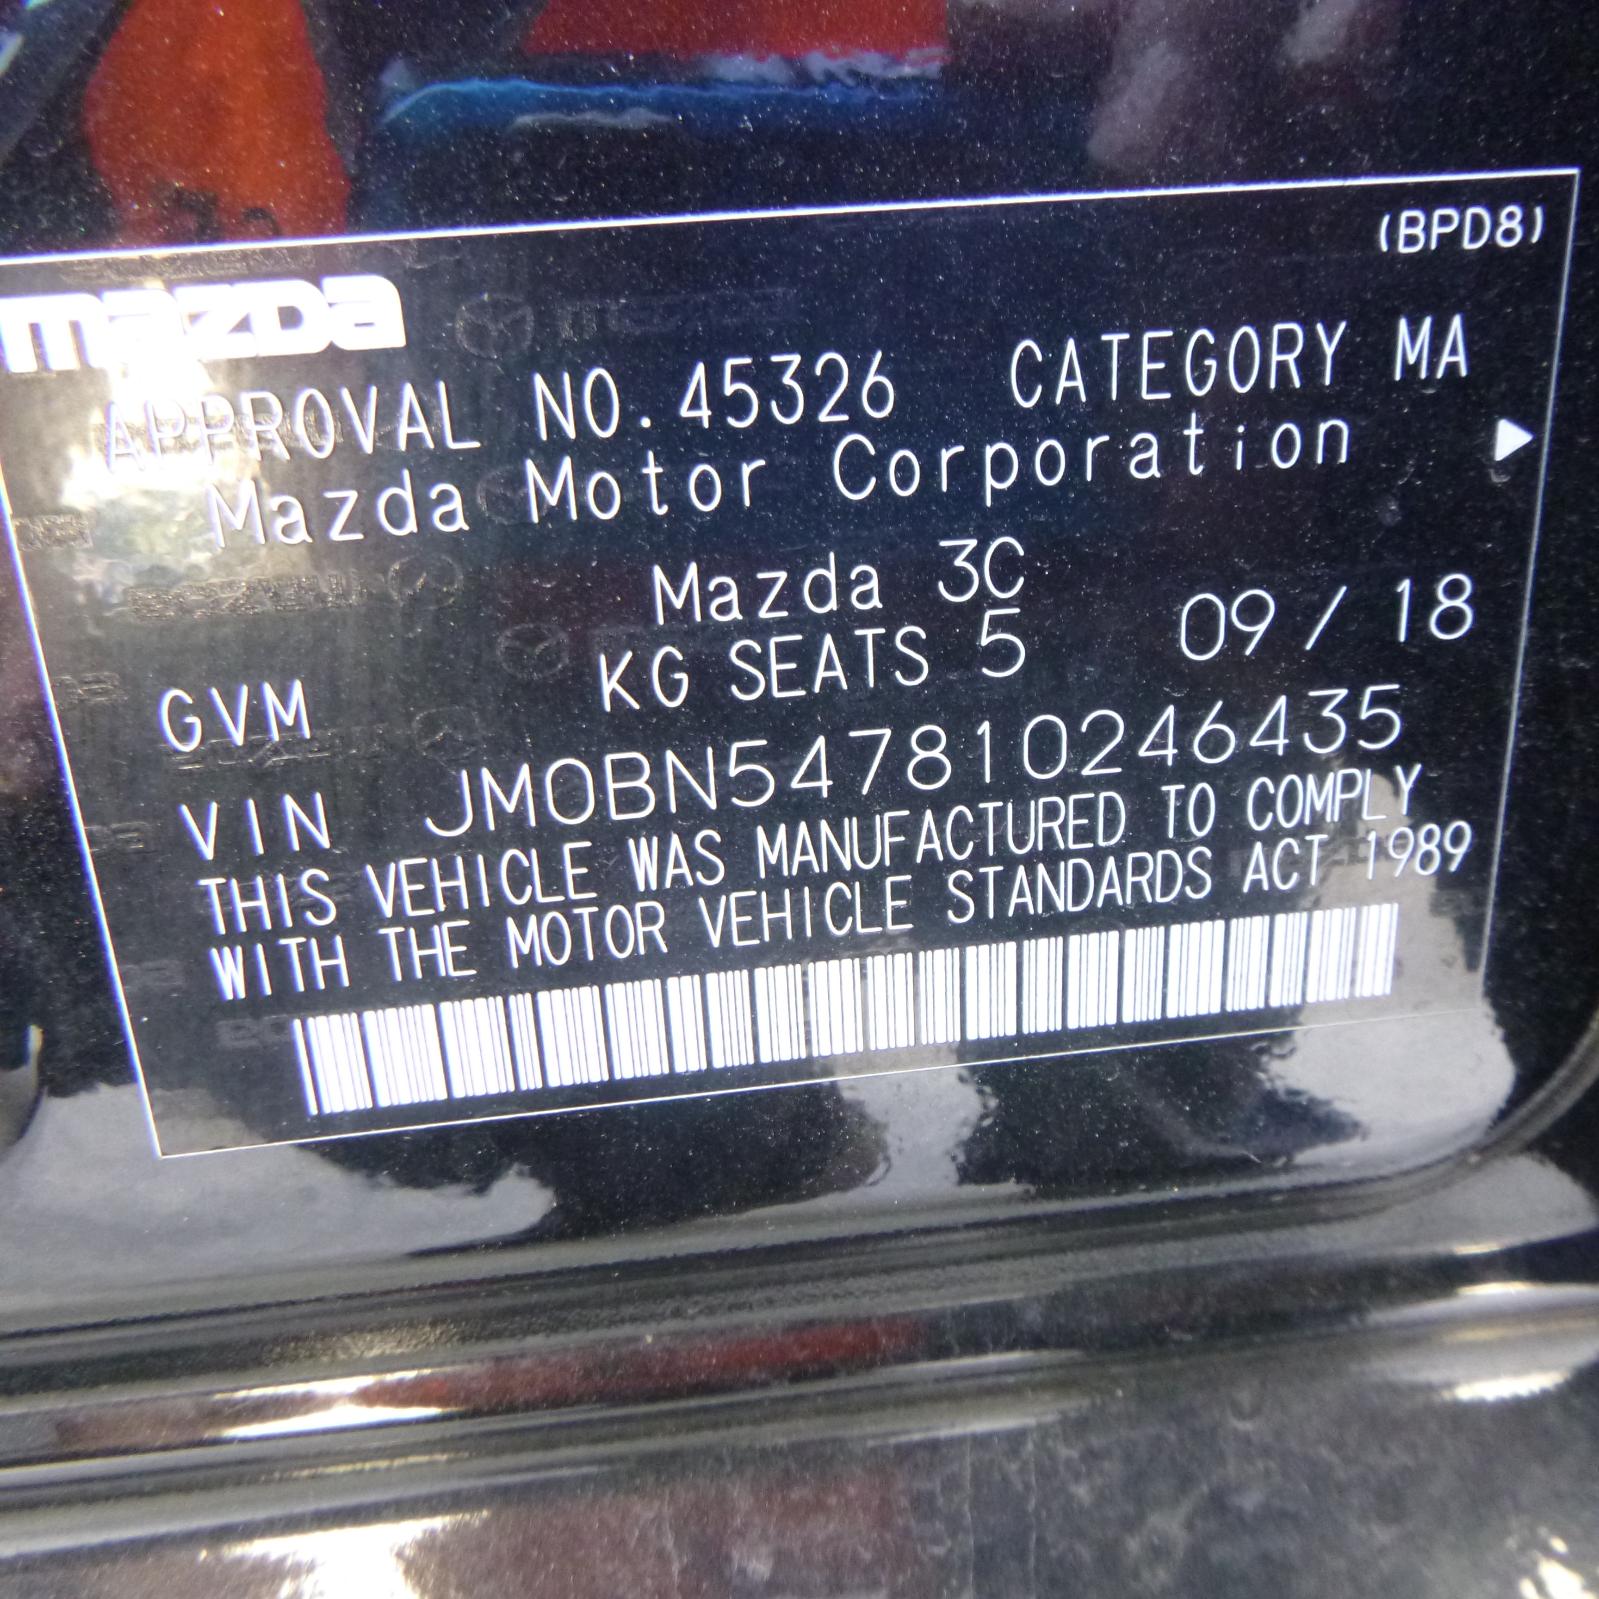 (BPD8)
mazda
APPROVAL NO. 45326 CATEGORY MA
Mazda Motor Corporation
Mazda 3C
GVM KG SEATS 5 09 / 18
VIN JM0BN547810246435
THIS VEHICLE WAS MANUFACTURED TO COMPLY
WITH THE MOTOR VEHICLE STANDARDS ACT 1989